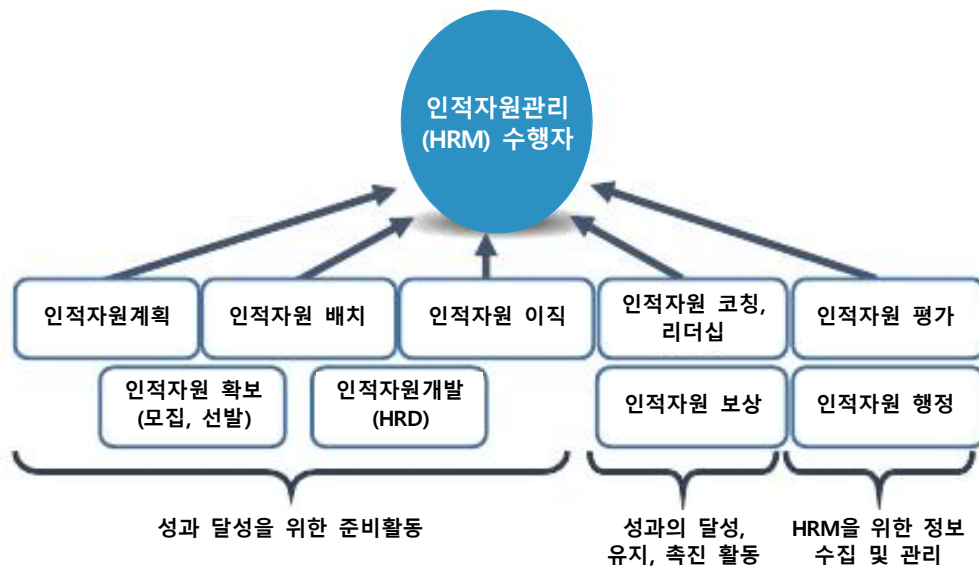 인적자원관리
(HRM) 수행자
인적자원계획
인적자원 배치
인적자원 이직
인적자원 코칭,
리더십
인적자원 평가
인적자원 확보
(모집, 선발)
인적자원개발
(HRD)
인적자원 보상
인적자원 행정
성과 달성을 위한 준비활동
성과의 달성,
유지, 촉진 활동
HRM을 위한 정보
수집 및 관리